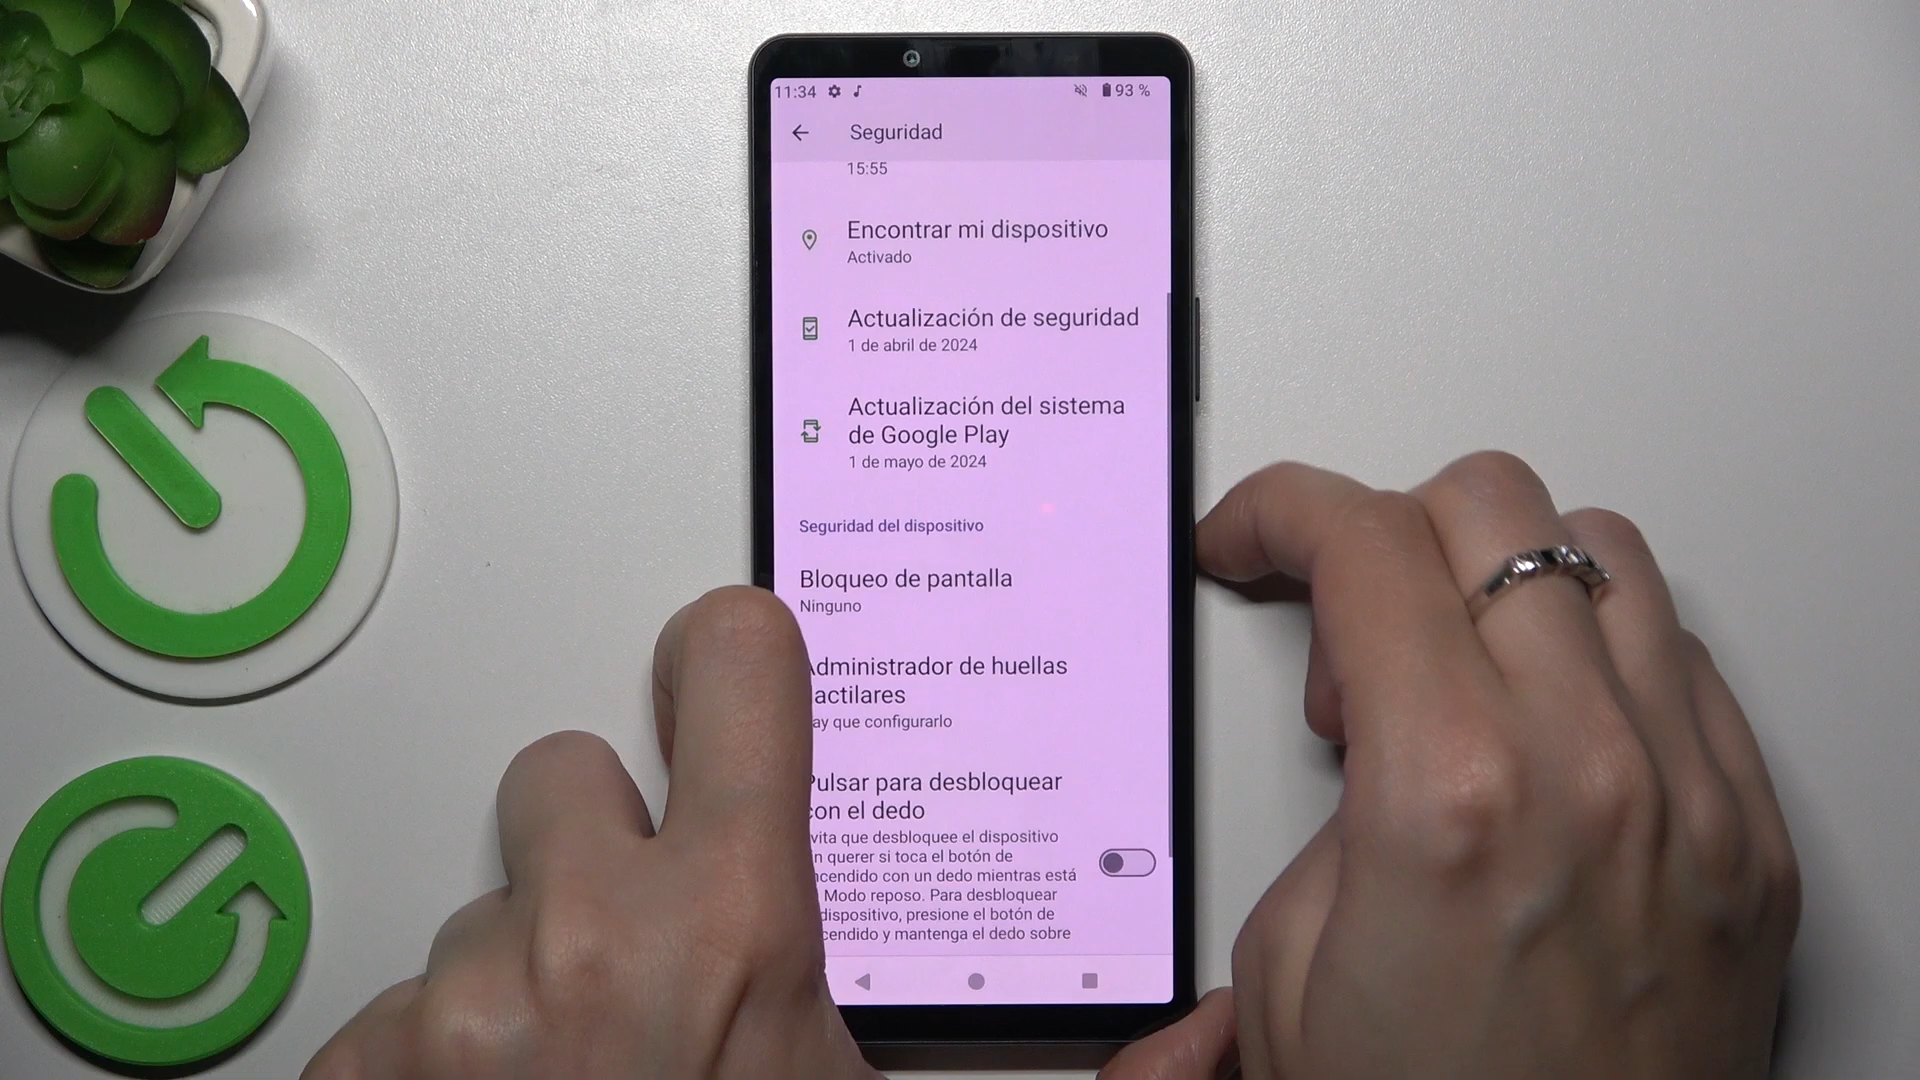 11:34 93 %
Seguridad
15:55
Encontrar mi dispositivo
Activado
Actualización de seguridad
1 de abril de 2024
Actualización del sistema
de Google Play
1 de mayo de 2024
Seguridad del dispositivo
Bloqueo de pantalla
Ninguno
Administrador de huellas
actilares
ay que configurarlo
Pulsar para desbloquear
con el dedo
vita que desbloquee el dispositivo
n querer si toca el botón de
ncendido con un dedo mientras está
Modo reposo. Para desbloquear
dispositivo, presione el botón de
cendido y mantenga el dedo sobre